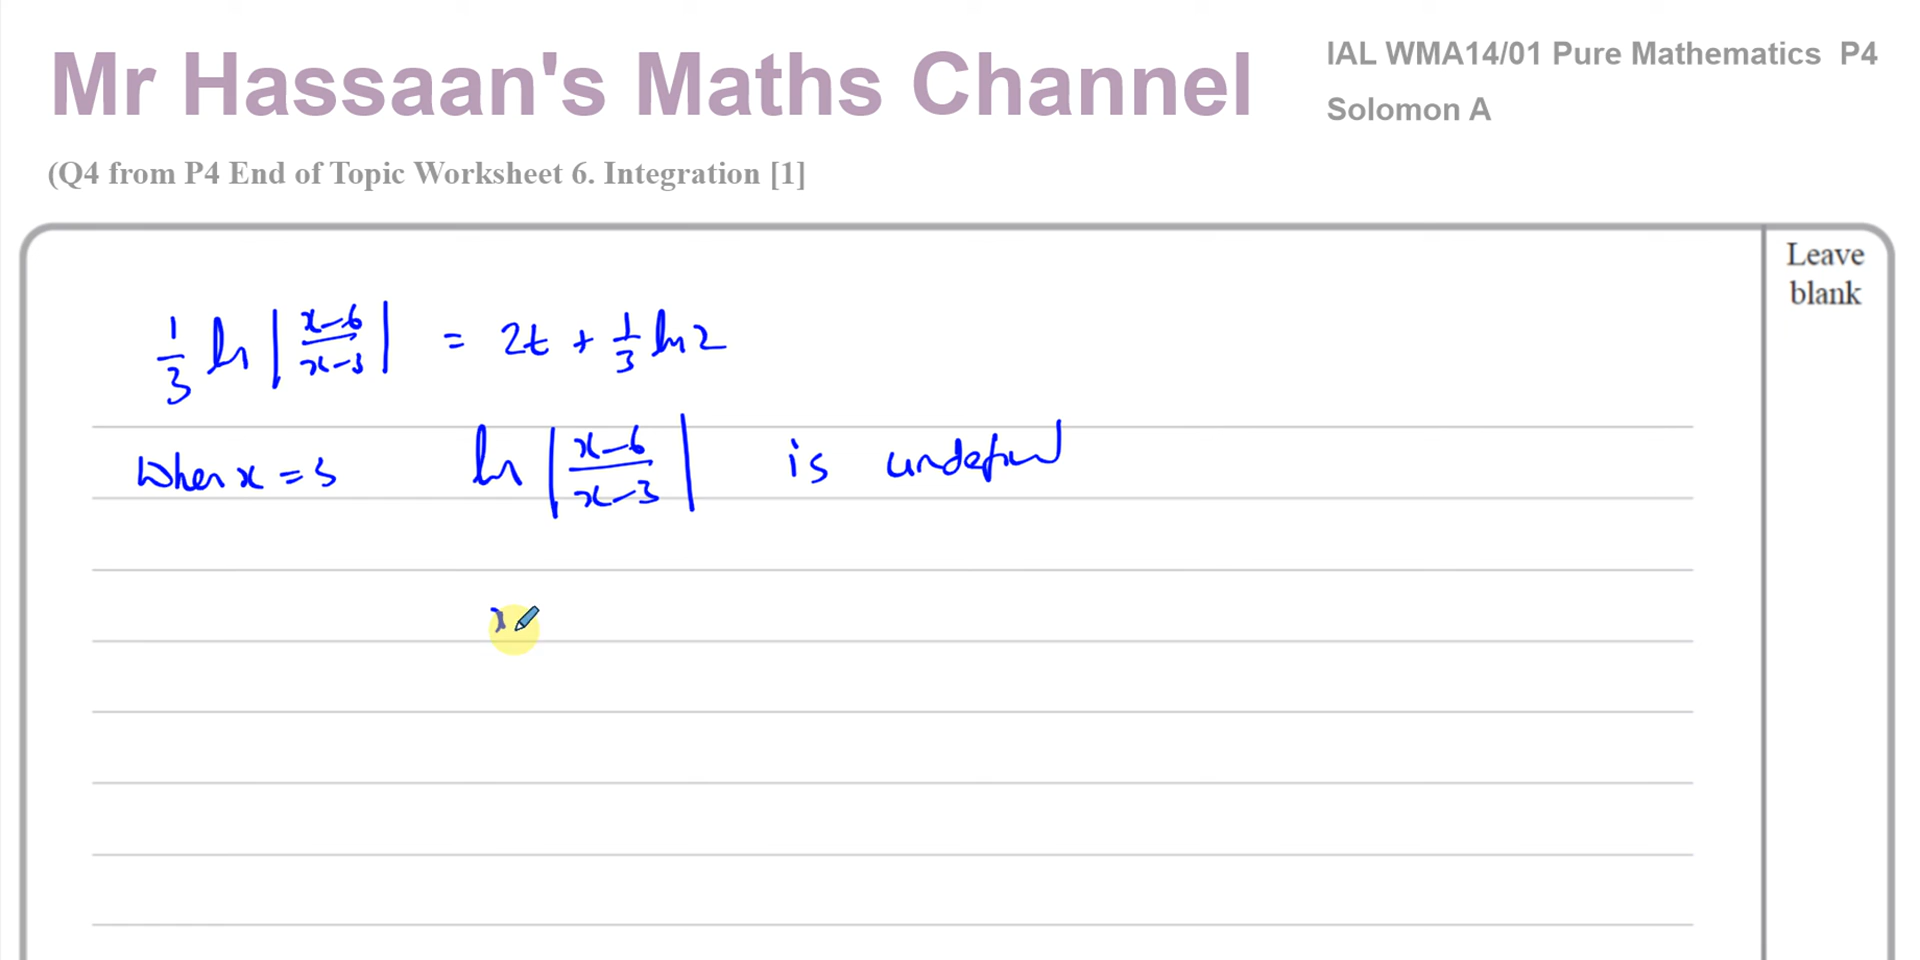 Mr Hassaan's Maths Channel
IAL WMA14/01 Pure Mathematics P4
Solomon A
(Q4 from P4 End of Topic Worksheet 6. Integration [1]
Leave
blank
1/3 ln |(x-6)/(x-3)| = 2t + 1/3 ln 2
When x = 3 ln |(x-6)/(x-3)| is undefined